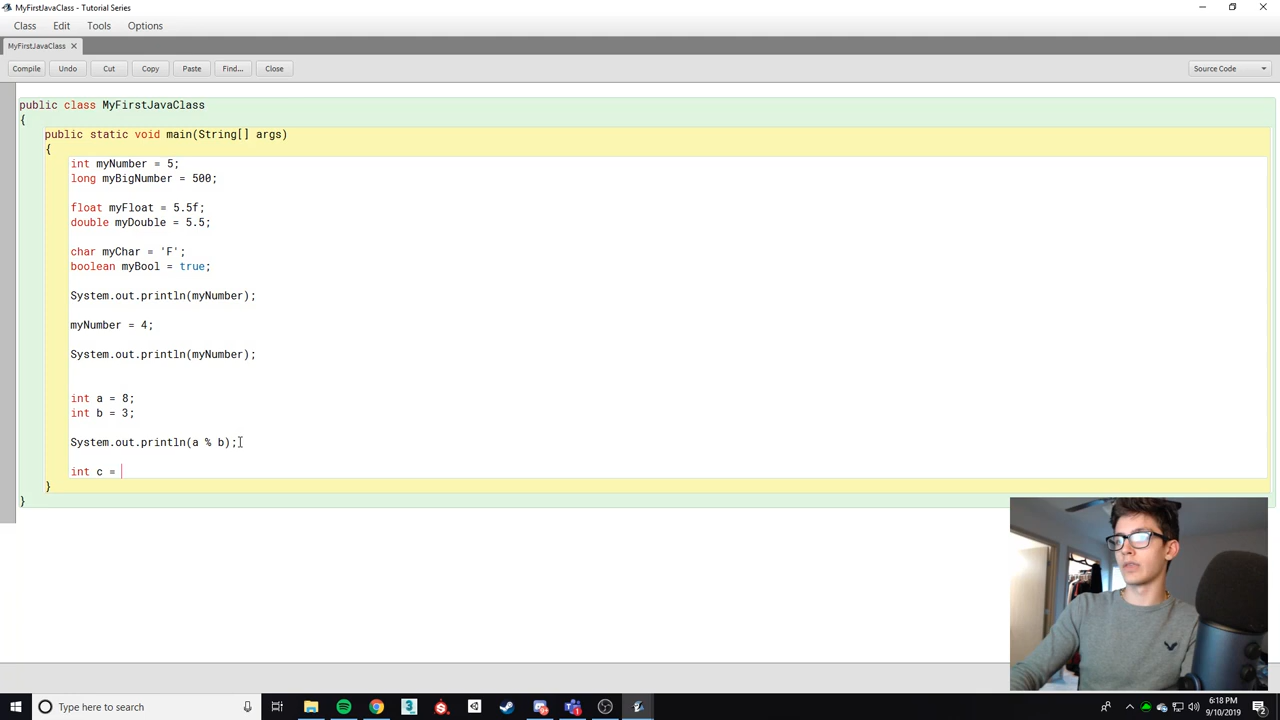 MyFirstJavaClass - Tutorial Series
Class Edit Tools Options
MyFirstJavaClass
Compile Undo Cut Copy Paste Find... Close Source Code
public class MyFirstJavaClass
{
public static void main(String[] args)
{
int myNumber = 5;
long myBigNumber = 500;
float myFloat = 5.5f;
double myDouble = 5.5;
char myChar = 'F';
boolean myBool = true;
System.out.println(myNumber);
myNumber = 4;
System.out.println(myNumber);
int a = 8;
int b = 3;
System.out.println(a % b);
int c =
}
}
Type here to search
6:18 PM
9/10/2019